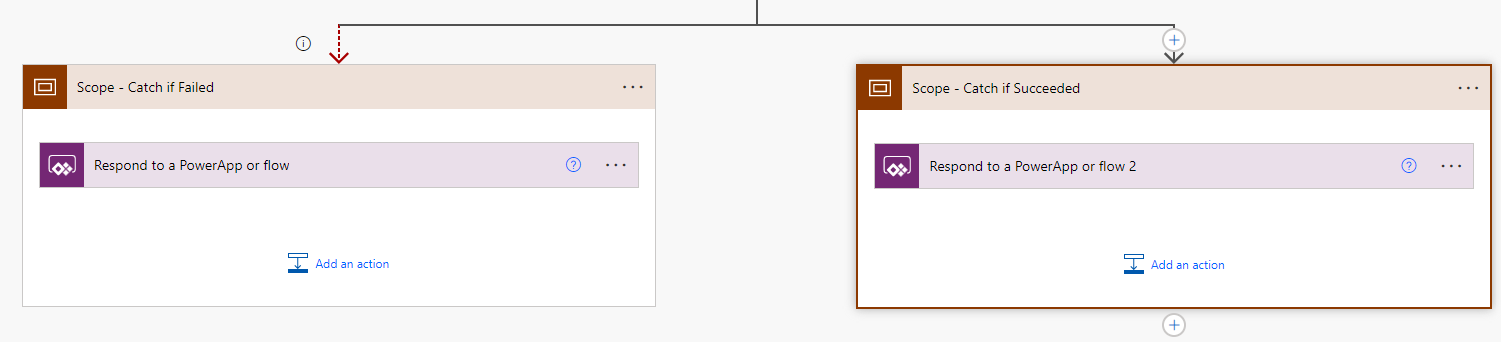 Scope - Catch if Failed
Respond to a PowerApp or flow
Add an action
Scope - Catch if Succeeded
Respond to a PowerApp or flow 2
Add an action